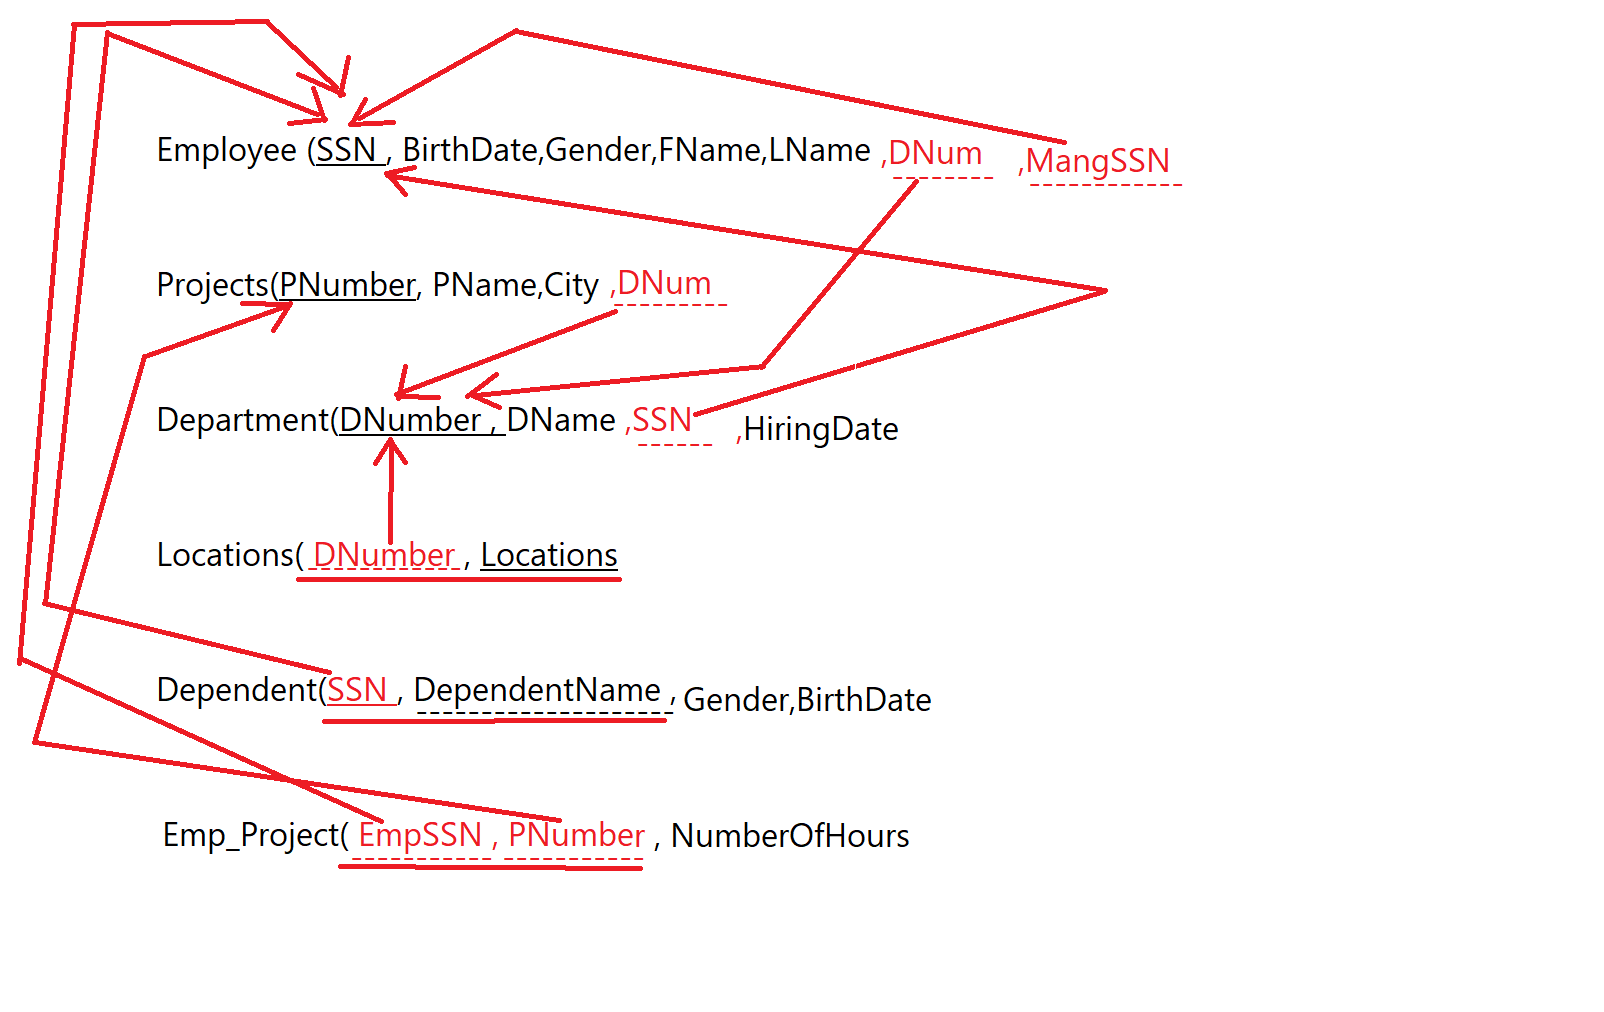 Employee (SSN , BirthDate,Gender,FName,LName ,DNum ,MangSSN
Projects(PNumber, PName,City ,DNum
Department(DNumber , DName ,SSN ,HiringDate
Locations( DNumber , Locations
Dependent(SSN , DependentName , Gender,BirthDate
Emp_Project( EmpSSN , PNumber , NumberOfHours